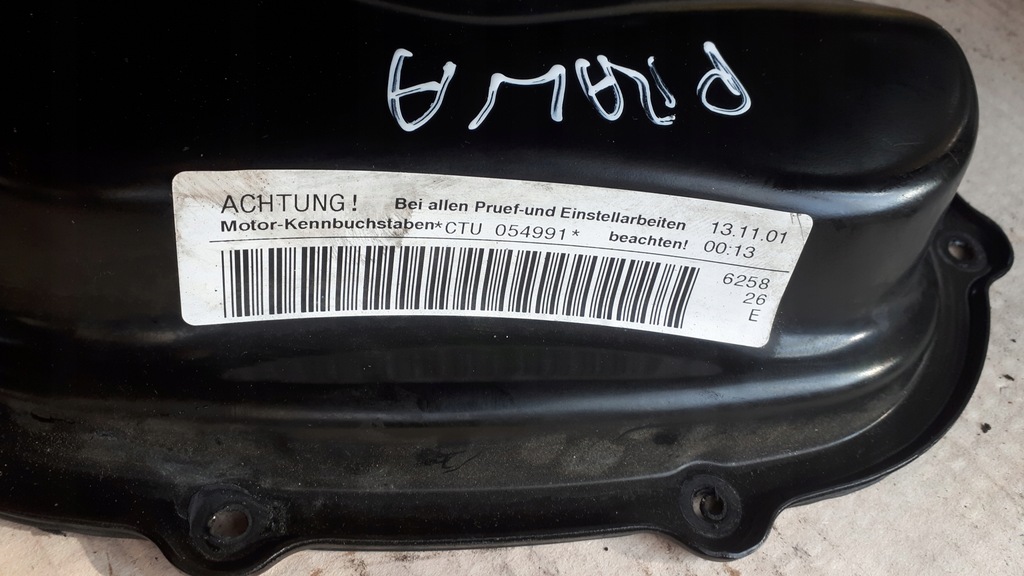 PRAWA
ACHTUNG! Bei allen Pruef-und Einstellarbeiten 13.11.01
Motor-Kennbuchstaben*CTU 054991* beachten! 00:13
6258
26
E